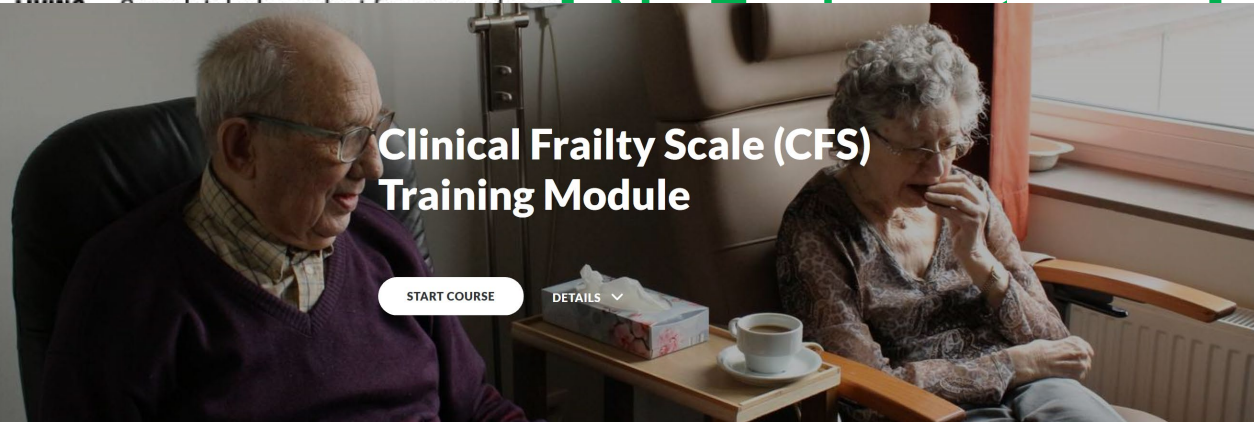 Clinical Frailty Scale (CFS)
Training Module
START COURSE
DETAILS